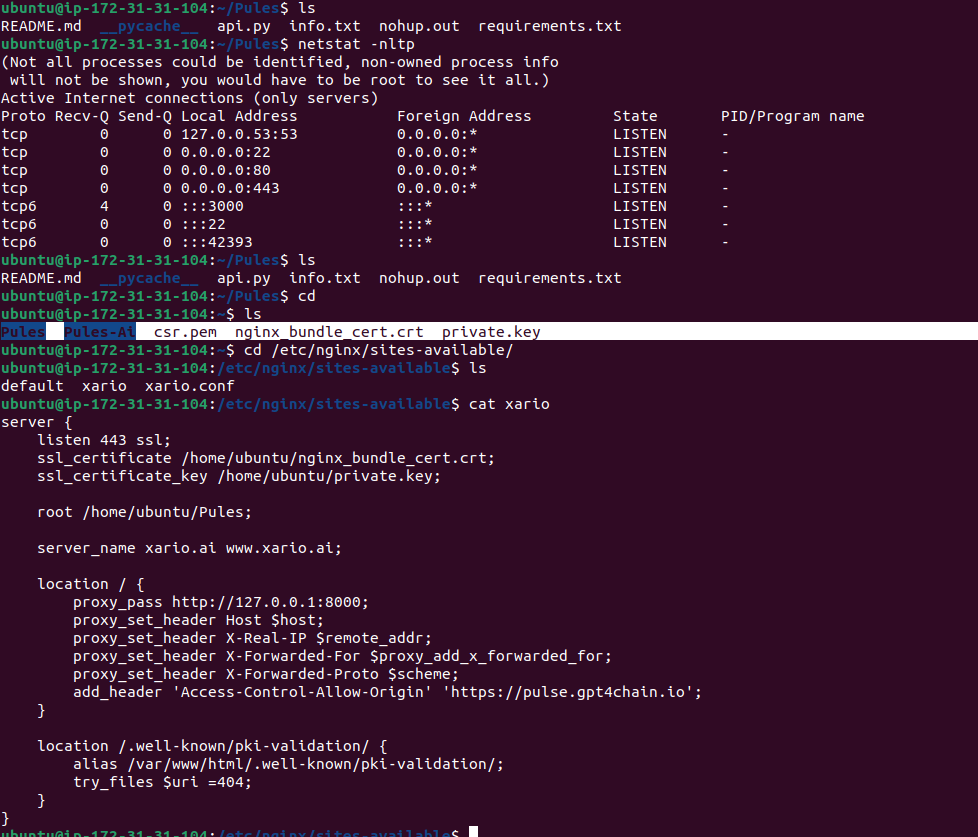 ubuntu@ip-172-31-31-104:~/Pules$ ls
README.md  __pycache__  api.py  info.txt  nohup.out  requirements.txt
ubuntu@ip-172-31-31-104:~/Pules$ netstat -nltp
(Not all processes could be identified, non-owned process info
 will not be shown, you would have to be root to see it all.)
Active Internet connections (only servers)
Proto Recv-Q Send-Q Local Address           Foreign Address         State       PID/Program name
tcp        0      0 127.0.0.53:53           0.0.0.0:*               LISTEN      -
tcp        0      0 0.0.0.0:22              0.0.0.0:*               LISTEN      -
tcp        0      0 0.0.0.0:80              0.0.0.0:*               LISTEN      -
tcp        0      0 0.0.0.0:443             0.0.0.0:*               LISTEN      -
tcp6       4      0 :::3000                 :::*                    LISTEN      -
tcp6       0      0 :::22                   :::*                    LISTEN      -
tcp6       0      0 :::42393                :::*                    LISTEN      -
ubuntu@ip-172-31-31-104:~/Pules$ ls
README.md  __pycache__  api.py  info.txt  nohup.out  requirements.txt
ubuntu@ip-172-31-31-104:~/Pules$ cd
ubuntu@ip-172-31-31-104:~$ ls
Pules  Pules-Ai  csr.pem  nginx_bundle_cert.crt  private.key
ubuntu@ip-172-31-31-104:~$ cd /etc/nginx/sites-available/
ubuntu@ip-172-31-31-104:/etc/nginx/sites-available$ ls
default  xario  xario.conf
ubuntu@ip-172-31-31-104:/etc/nginx/sites-available$ cat xario
server {
    listen 443 ssl;
    ssl_certificate /home/ubuntu/nginx_bundle_cert.crt;
    ssl_certificate_key /home/ubuntu/private.key;
    root /home/ubuntu/Pules;
    server_name xario.ai www.xario.ai;
    location / {
        proxy_pass http://127.0.0.1:8000;
        proxy_set_header Host $host;
        proxy_set_header X-Real-IP $remote_addr;
        proxy_set_header X-Forwarded-For $proxy_add_x_forwarded_for;
        proxy_set_header X-Forwarded-Proto $scheme;
        add_header 'Access-Control-Allow-Origin' 'https://pulse.gpt4chain.io';
    }
    location /.well-known/pki-validation/ {
        alias /var/www/html/.well-known/pki-validation/;
        try_files $uri =404;
    }
}
ubuntu@ip-172-31-31-104:/etc/nginx/sites-available$